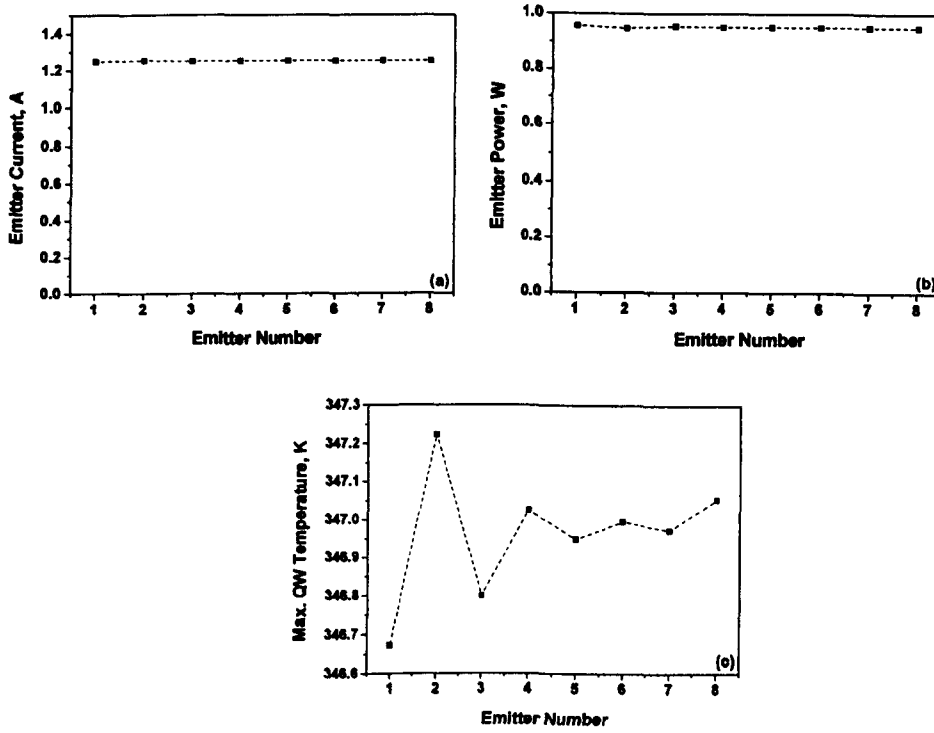 1.4
1.2
1.0
0.8
0.6
0.4
0.2
0.0
Emitter Current, A
1 2 3 4 5 6 7 8
Emitter Number
(a)
1.0
0.8
0.6
0.4
0.2
0.0
Emitter Power, W
1 2 3 4 5 6 7 8
Emitter Number
(b)
347.3
347.2
347.1
347.0
346.9
346.8
346.7
346.6
Max. QW Temperature, K
1 2 3 4 5 6 7 8
Emitter Number
(c)